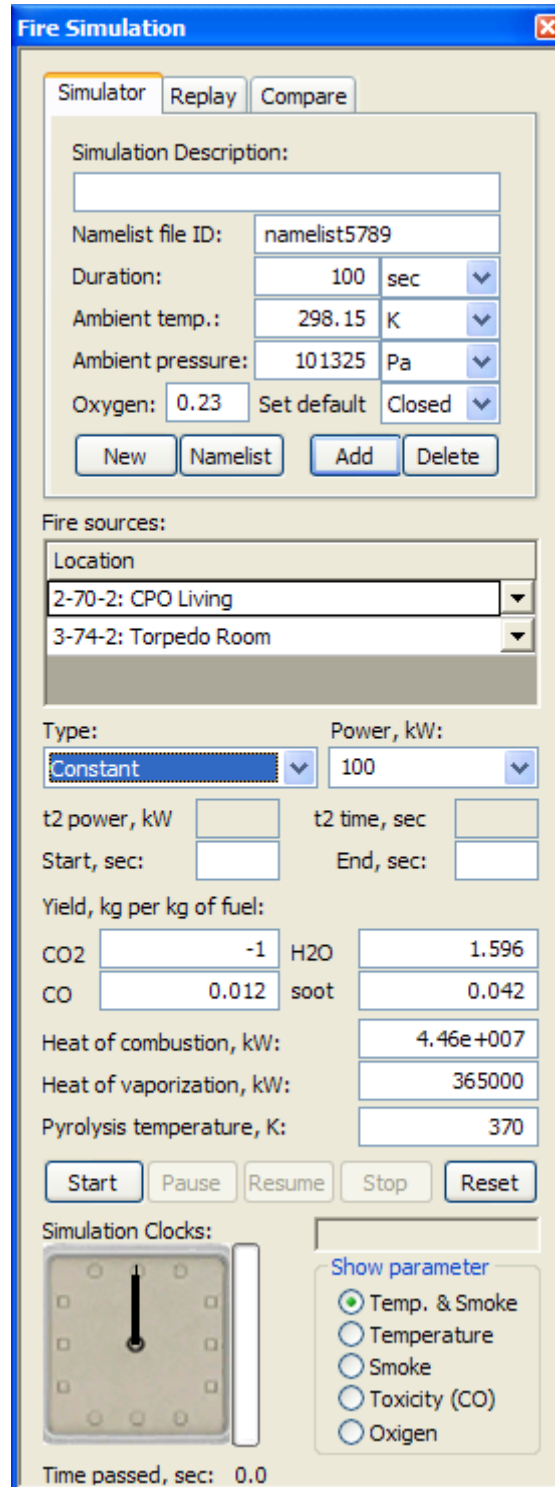 Fire Simulation
Simulator Replay Compare
Simulation Description:
Namelist file ID: namelist5789
Duration: 100 sec
Ambient temp.: 298.15 K
Ambient pressure: 101325 Pa
Oxygen: 0.23 Set default Closed
New Namelist Add Delete
Fire sources:
Location
2-70-2: CPO Living
3-74-2: Torpedo Room
Type: Power, kW:
Constant 100
t2 power, kW t2 time, sec
Start, sec: End, sec:
Yield, kg per kg of fuel:
CO2 -1 H2O 1.596
CO 0.012 soot 0.042
Heat of combustion, kW: 4.46e+007
Heat of vaporization, kW: 365000
Pyrolysis temperature, K: 370
Start Pause Resume Stop Reset
Simulation Clocks:
Show parameter
Temp. & Smoke
Temperature
Smoke
Toxicity (CO)
Oxigen
Time passed, sec: 0.0